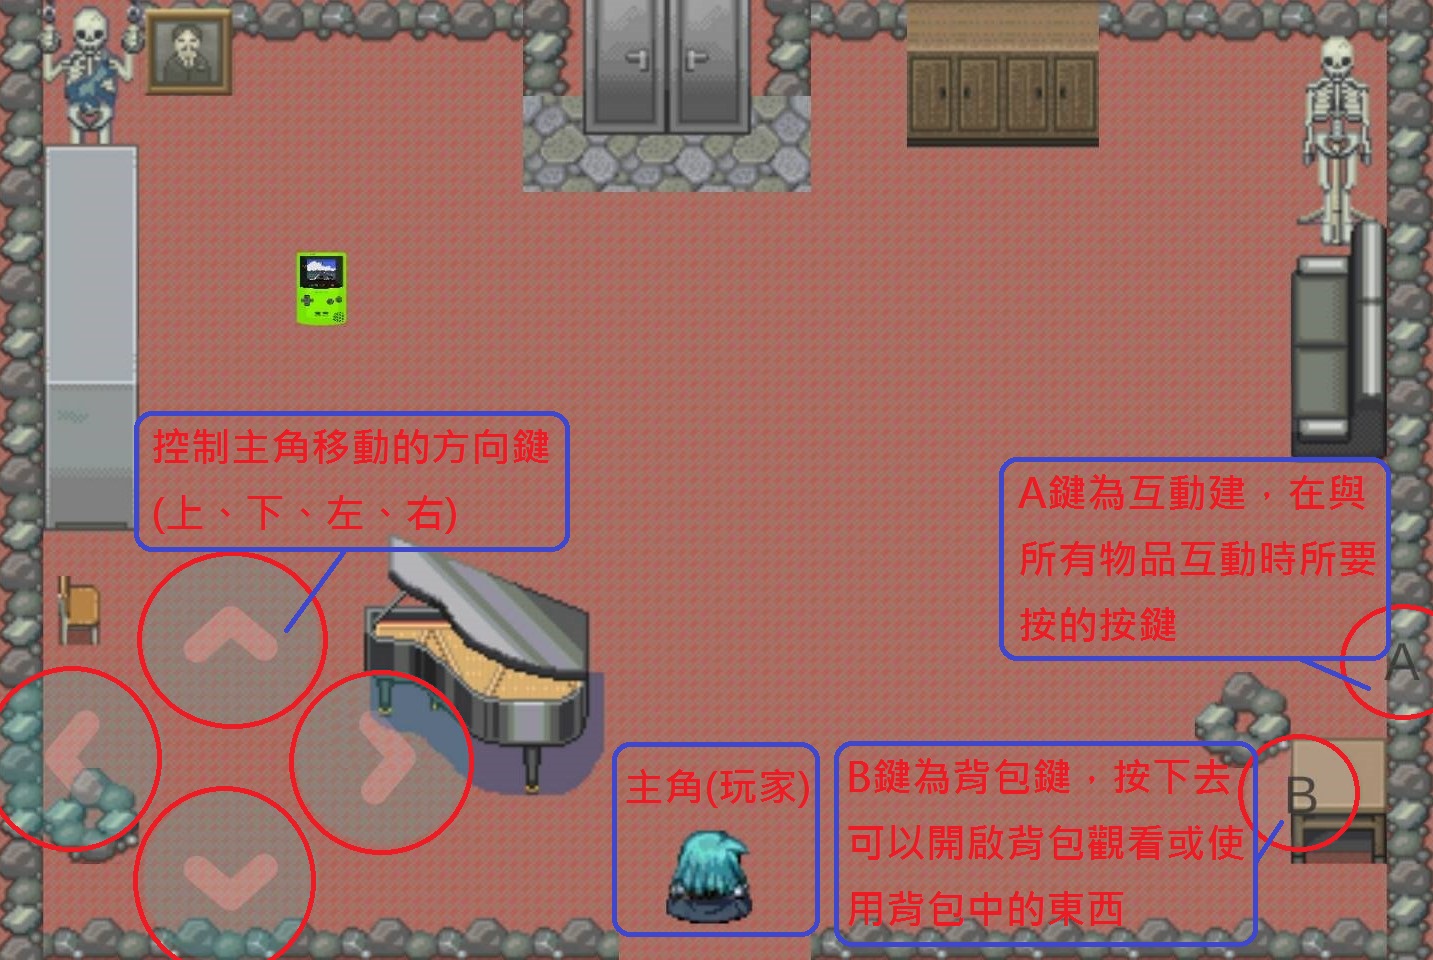 控制主角移動的方向鍵
(上、下、左、右)
A鍵為互動建，在與
所有物品互動時所要
按的按鍵
A
主角(玩家)
B鍵為背包鍵，按下去
可以開啟背包觀看或使
用背包中的東西
B